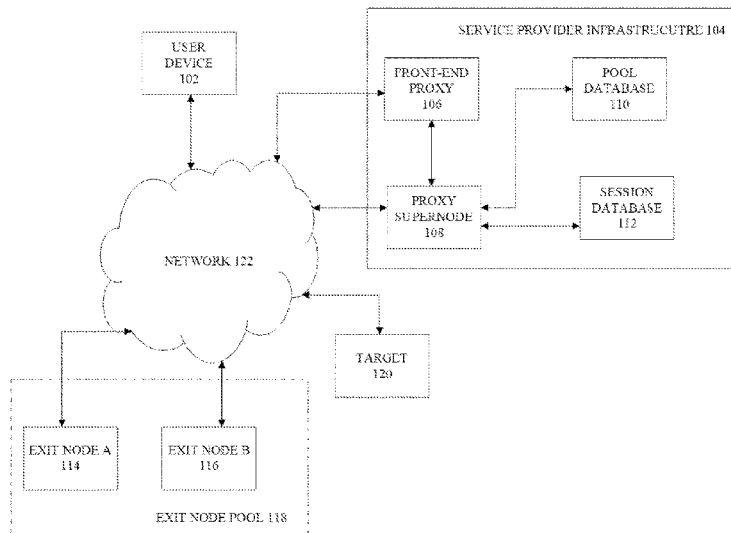 SERVICE PROVIDER INFRASTRUCUTRE 104
USER
DEVICE
102
FRONT-END
PROXY
106
POOL
DATABASE
110
PROXY
SUPERNODE
108
SESSION
DATABASE
112
NETWORK 122
TARGET
120
EXIT NODE A
114
EXIT NODE B
116
EXIT NODE POOL 118